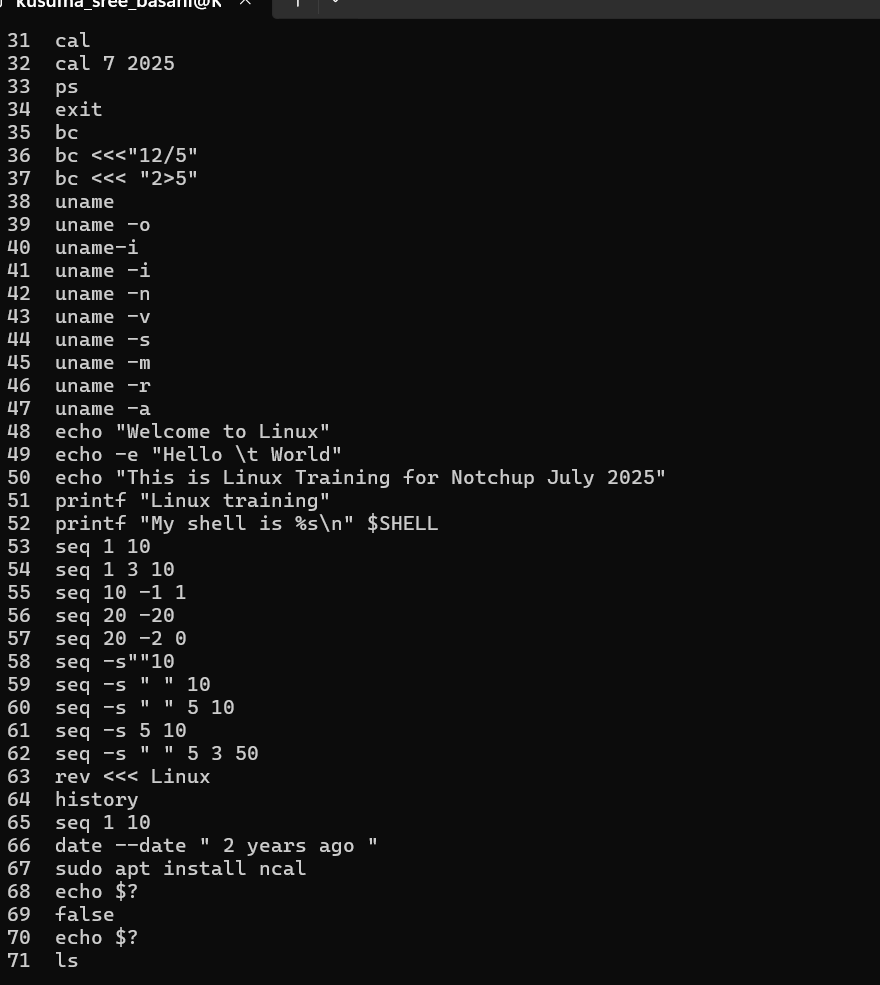 kusuma_sree_basani@K × +
31 cal
32 cal 7 2025
33 ps
34 exit
35 bc
36 bc <<<"12/5"
37 bc <<< "2>5"
38 uname
39 uname -o
40 uname-i
41 uname -i
42 uname -n
43 uname -v
44 uname -s
45 uname -m
46 uname -r
47 uname -a
48 echo "Welcome to Linux"
49 echo -e "Hello \t World"
50 echo "This is Linux Training for Notchup July 2025"
51 printf "Linux training"
52 printf "My shell is %s\n" $SHELL
53 seq 1 10
54 seq 1 3 10
55 seq 10 -1 1
56 seq 20 -20
57 seq 20 -2 0
58 seq -s""10
59 seq -s " " 10
60 seq -s " " 5 10
61 seq -s 5 10
62 seq -s " " 5 3 50
63 rev <<< Linux
64 history
65 seq 1 10
66 date --date " 2 years ago "
67 sudo apt install ncal
68 echo $?
69 false
70 echo $?
71 ls